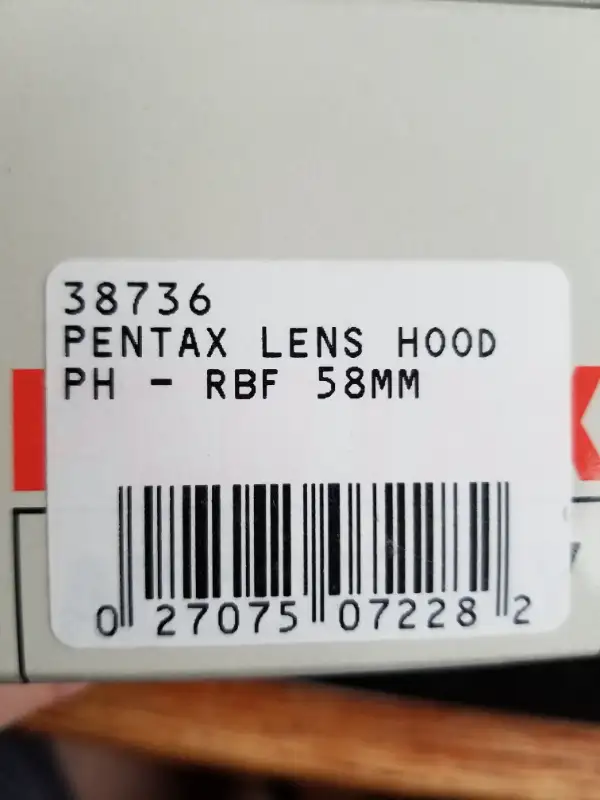 38736
PENTAX LENS HOOD
PH - RBF 58MM
0 27075 07228 2